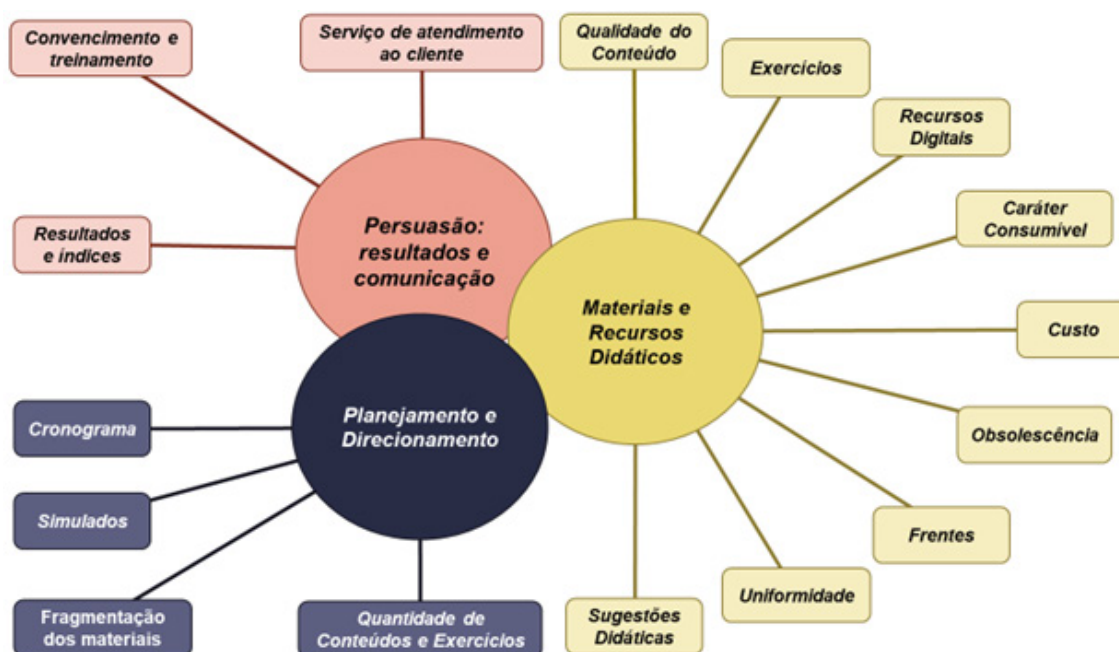 Convencimento e
treinamento
Serviço de atendimento
ao cliente
Resultados
e índices
Persuasão:
resultados e
comunicação
Qualidade do
Conteúdo
Exercícios
Recursos
Digitais
Caráter
Consumível
Custo
Obsolescência
Frentes
Uniformidade
Sugestões
Didáticas
Materiais e
Recursos
Didáticos
Planejamento e
Direcionamento
Cronograma
Simulados
Fragmentação
dos materiais
Quantidade de
Conteúdos e Exercícios